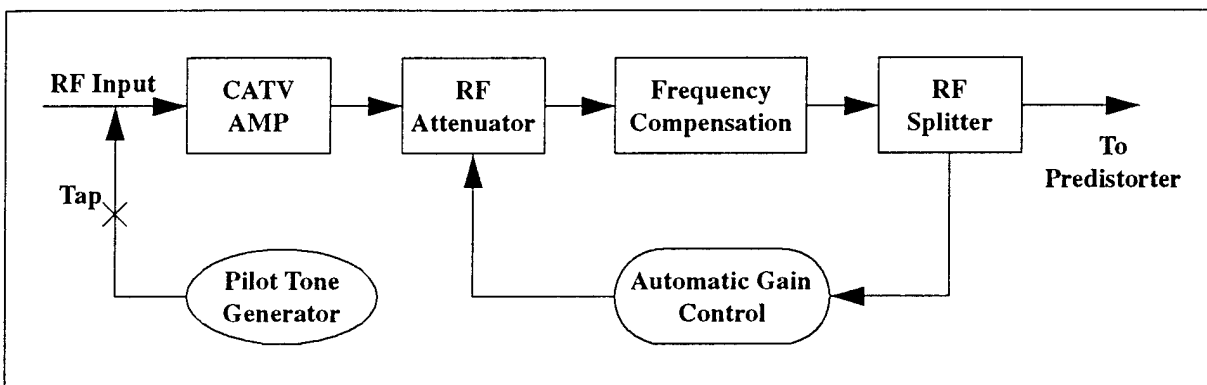 RF Input
CATV
AMP
RF
Attenuator
Frequency
Compensation
RF
Splitter
To
Predistorter
Tap
Pilot Tone
Generator
Automatic Gain
Control